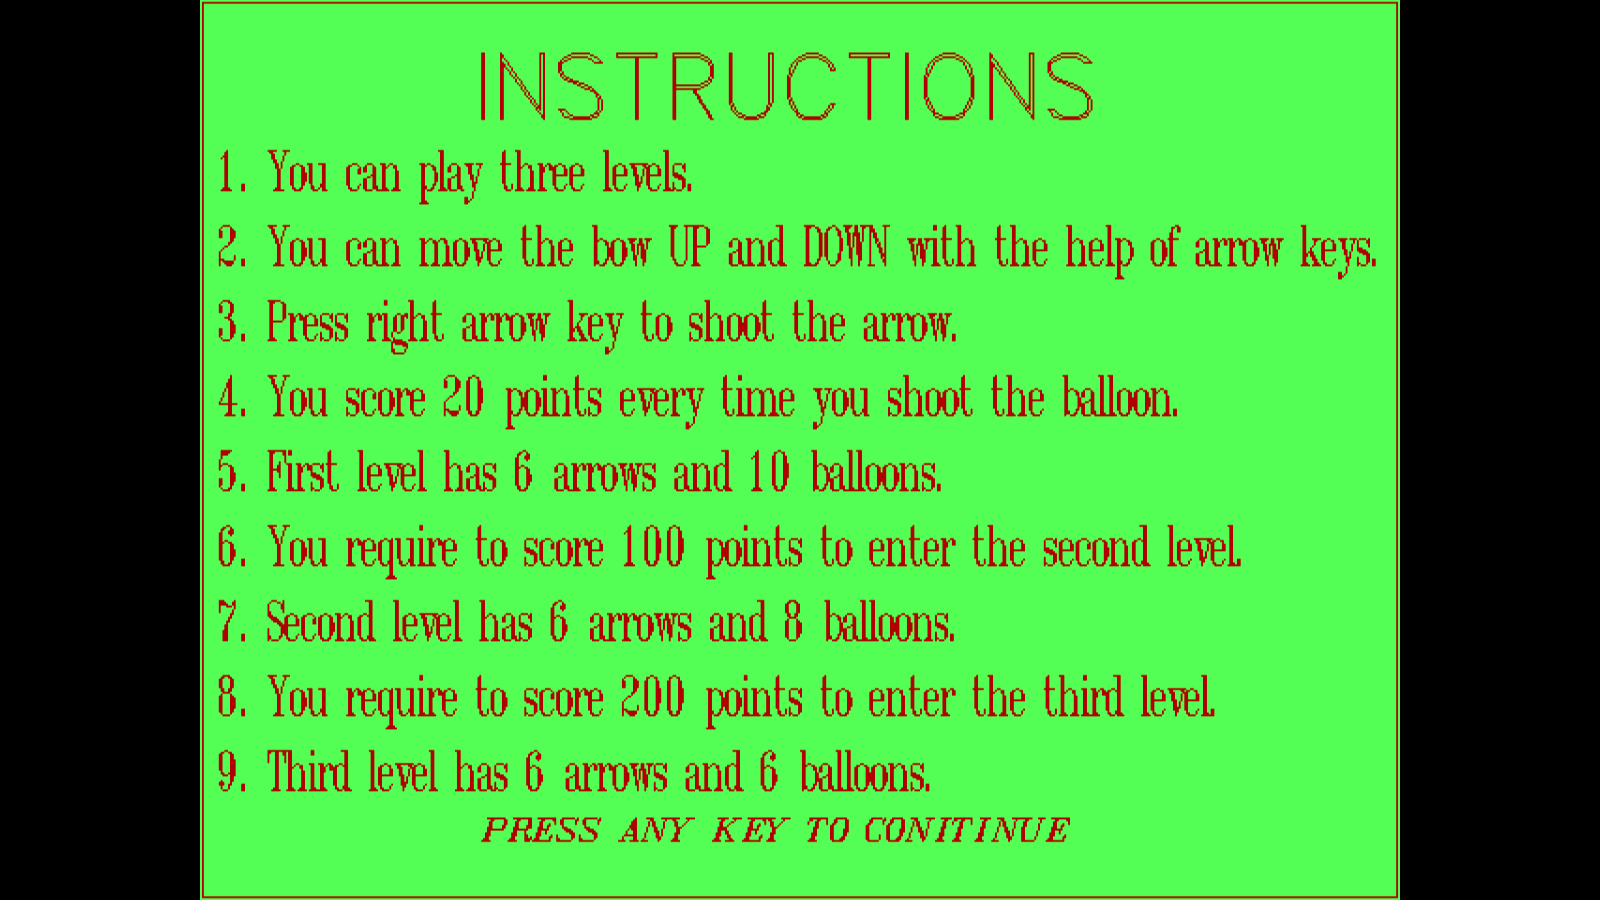 INSTRUCTIONS
1. You can play three levels.
2. You can move the bow UP and DOWN with the help of arrow keys.
3. Press right arrow key to shoot the arrow.
4. You score 20 points every time you shoot the balloon.
5. First level has 6 arrows and 10 balloons.
6. You require to score 100 points to enter the second level.
7. Second level has 6 arrows and 8 balloons.
8. You require to score 200 points to enter the third level.
9. Third level has 6 arrows and 6 balloons.
PRESS ANY KEY TO CONITINUE